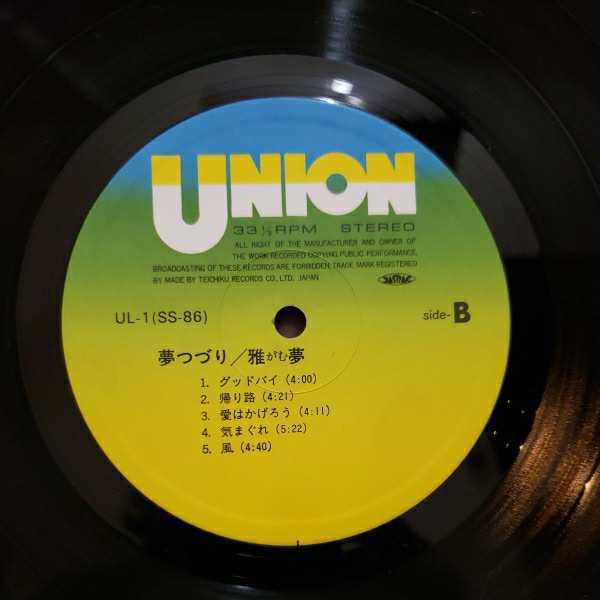 UNION
33⅓RPM STEREO
ALL RIGHT OF THE MANUFACTURER AND OWNER OF
THE WORK RECORDED COPYING, PUBLIC PERFORMANCE,
BROADCASTING OF THESE RECORDS ARE FORBIDDEN TRADE MARK REGISTERED
BY MADE BY TEICHIKU RECORDS CO., LTD. JAPAN
JASRAC
UL-1(SS-86) side-B
夢つづり/雅がむ夢
1. グッドバイ (4:00)
2. 帰り路 (4:21)
3. 愛はかげろう (4:11)
4. 気まぐれ (5:22)
5. 風 (4:40)